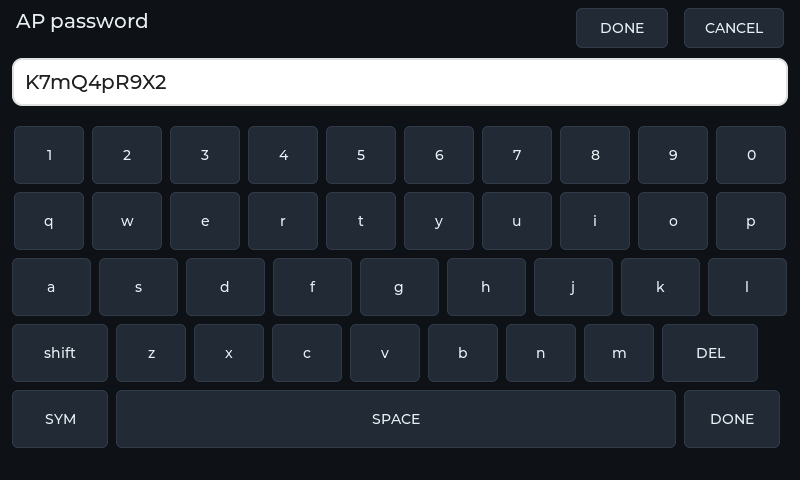 AP password
DONE CANCEL
K7mQ4pR9X2
1 2 3 4 5 6 7 8 9 0
q w e r t y u i o p
a s d f g h j k l
shift z x c v b n m DEL
SYM SPACE DONE